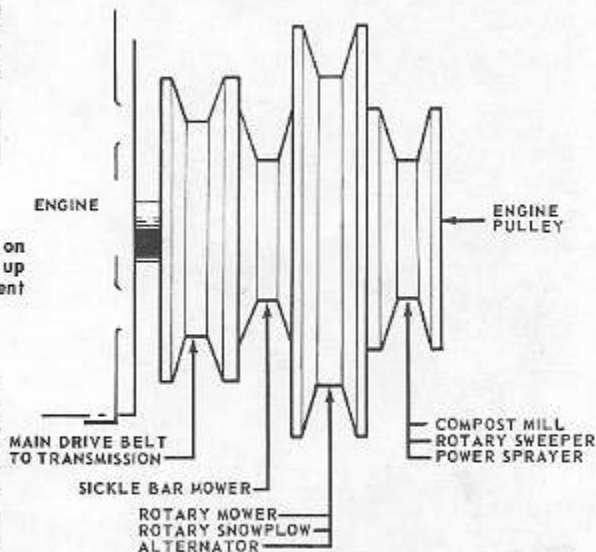 ENGINE
on
up
ent
ENGINE
PULLEY
MAIN DRIVE BELT
TO TRANSMISSION
SICKLE BAR MOWER
ROTARY MOWER
ROTARY SNOWPLOW
ALTERNATOR
COMPOST MILL
ROTARY SWEEPER
POWER SPRAYER